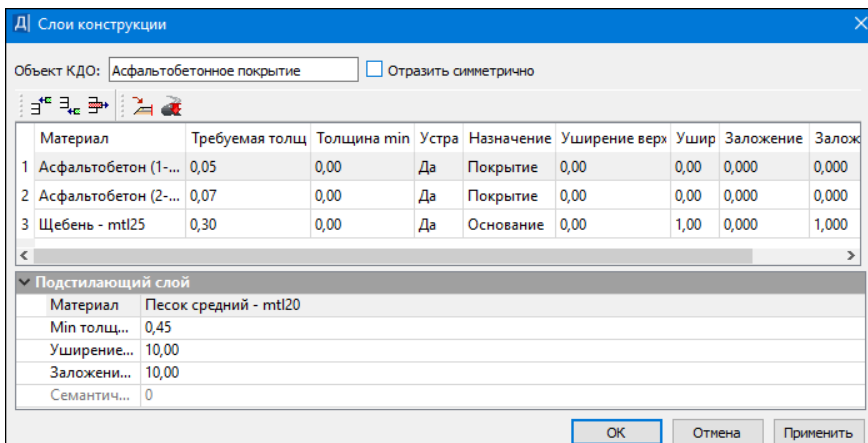 Д Слои конструкции
Объект КДО: Асфальтобетонное покрытие Отразить симметрично
Материал Требуемая толщ Толщина min Устра Назначение Уширение верх Ушир Заложение Залож
1 Асфальтобетон (1-... 0,05 0,00 Да Покрытие 0,00 0,00 0,000 0,000
2 Асфальтобетон (2-... 0,07 0,00 Да Покрытие 0,00 0,00 0,000 0,000
3 Щебень - mtl25 0,30 0,00 Да Основание 0,00 1,00 0,000 1,000
Подстилающий слой
Материал Песок средний - mtl20
Min толщ... 0,45
Уширение... 10,00
Заложени... 10,00
Семантич... 0
ОК Отмена Применить